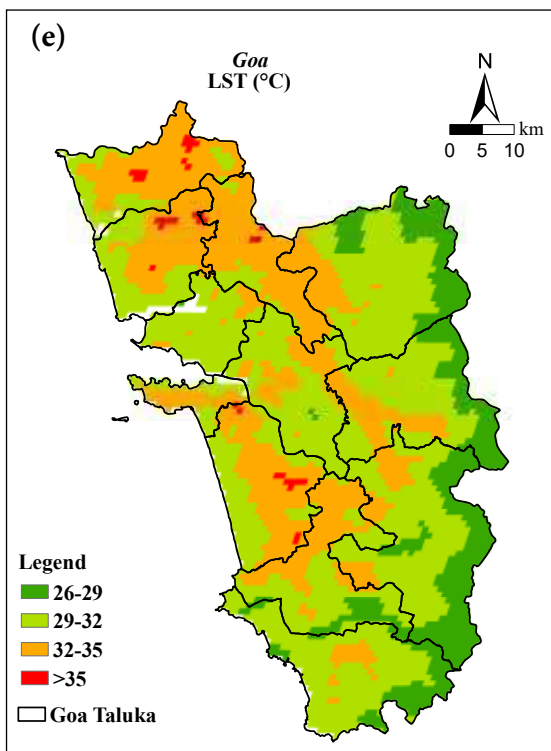 (e)
Goa
LST (°C)
N
km
0 5 10
Legend
26-29
29-32
32-35
>35
Goa Taluka